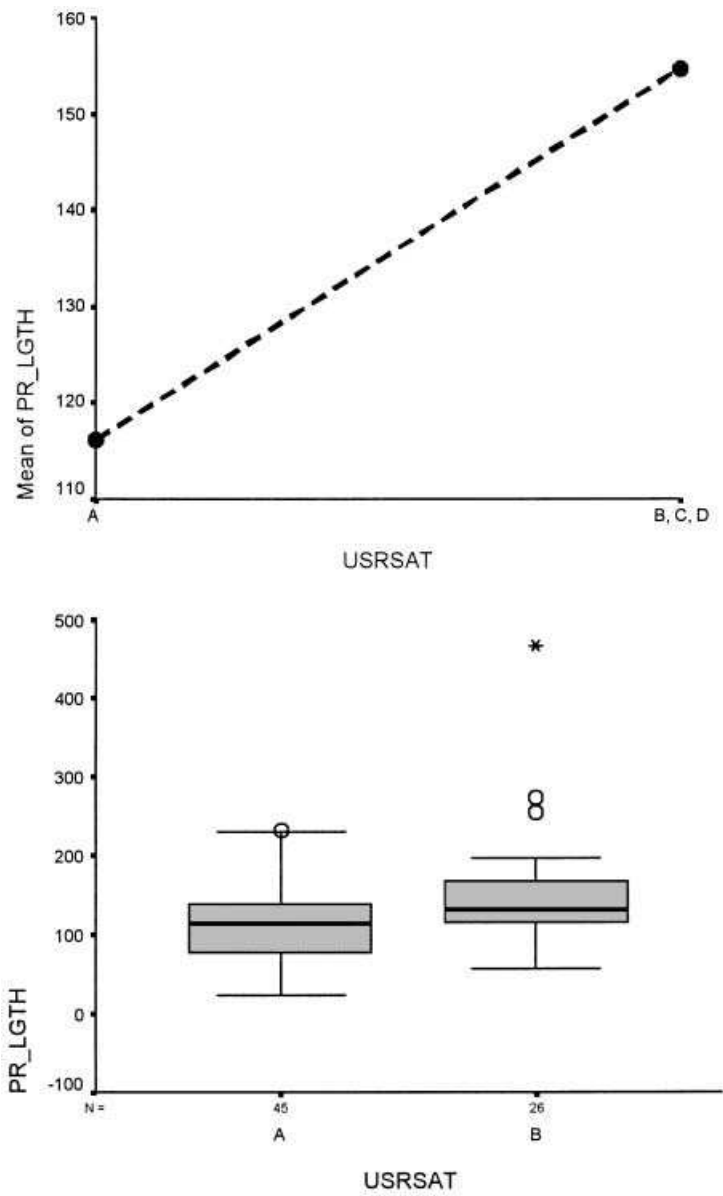 160
150
140
130
120
110
Mean of PR_LGTH
A
B, C, D
USRSAT
500
400
300
200
100
0
-100
PR_LGTH
N = 45 26
A B
USRSAT